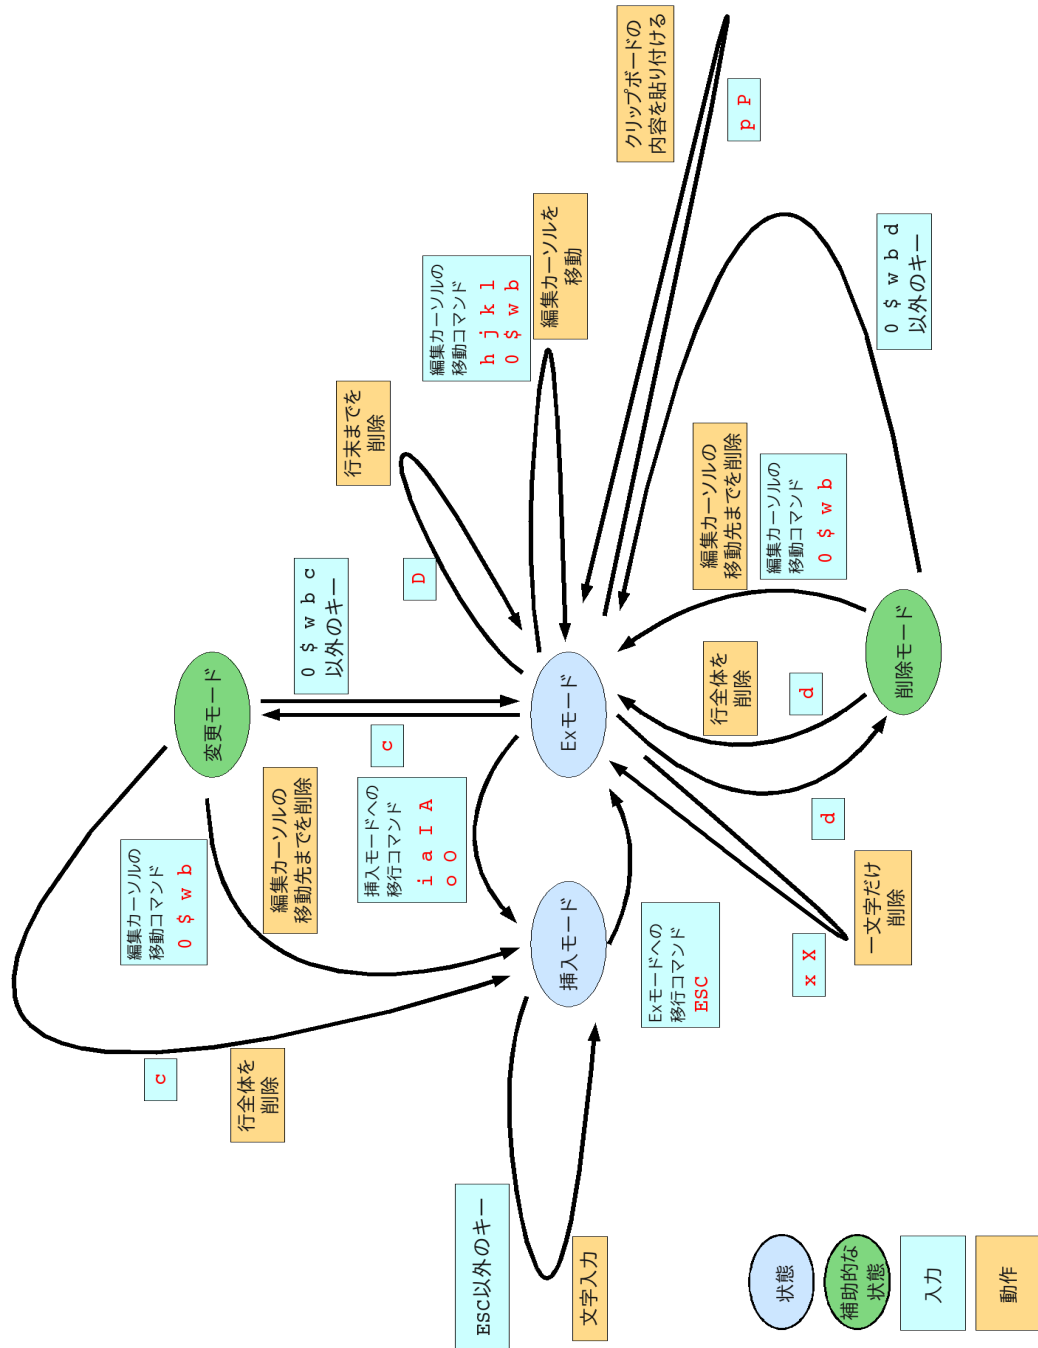 c
編集カーソルの
移動コマンド
0 $ w b
変更モード
行全体を
削除
編集カーソルの
移動先までを削除
0 $ w b c
以外のキー
行末までを
削除
c
挿入モードへの
移行コマンド
i a I A
o O
D
編集カーソルの
移動コマンド
h j k l
0 $ w b
ESC以外のキー
編集カーソルを
移動
挿入モード
Exモード
文字入力
クリップボードの
内容を貼り付ける
Exモードへの
移行コマンド
ESC
編集カーソルの
移動先までを削除
行全体を
削除
p P
編集カーソルの
移動コマンド
0 $ w b
d
x X
d
一文字だけ
削除
削除モード
0 $ w b d
以外のキー
状態
補助的な
状態
入力
動作